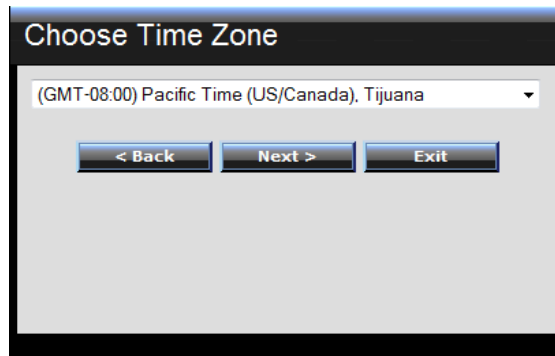 Choose Time Zone
(GMT-08:00) Pacific Time (US/Canada), Tijuana
< Back Next > Exit